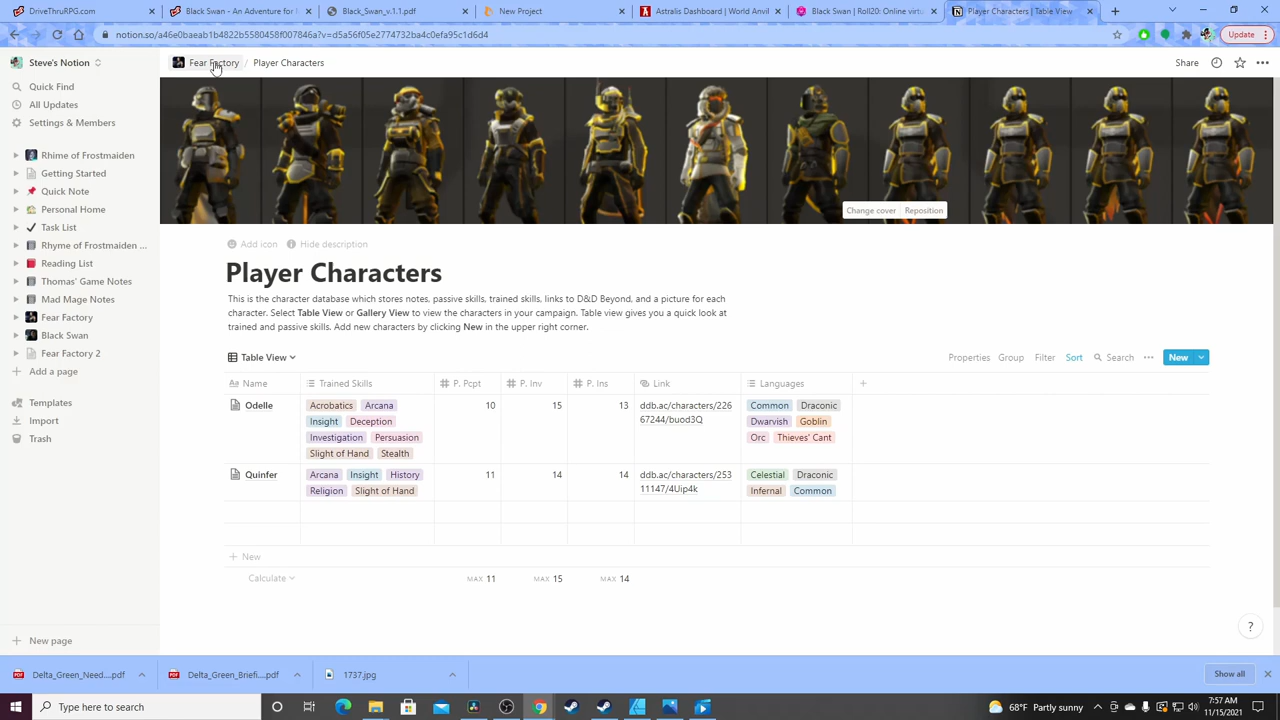 DriveThruRPG.com
Black Swan - An Adventure for
Black_Swan_v.1.1.pdf
New Project
Astralis Dashboard | World Anvil
Black Swan | Roll20: Online virtu
Player Characters | Table View
notion.so/a46e0baeab1b4822b5580458f007846a?v=d5a56f05e2774732ba4c0efa95c1d6d4
Update
Steve's Notion
Fear Factory / Player Characters
Share
Quick Find
All Updates
Settings & Members
Rhime of Frostmaiden
Getting Started
Quick Note
Personal Home
Task List
Rhyme of Frostmaiden ...
Reading List
Thomas' Game Notes
Mad Mage Notes
Fear Factory
Black Swan
Fear Factory 2
Add a page
Templates
Import
Trash
New page
Change cover Reposition
Add icon Hide description
Player Characters
This is the character database which stores notes, passive skills, trained skills, links to D&D Beyond, and a picture for each
character. Select Table View or Gallery View to view the characters in your campaign. Table view gives you a quick look at
trained and passive skills. Add new characters by clicking New in the upper right corner.
Table View
Properties Group Filter Sort Search New
Name Trained Skills P. Pcpt P. Inv P. Ins Link Languages
Odelle Acrobatics Arcana 10 15 13 ddb.ac/characters/226 Common Draconic
Insight Deception 67244/buod3Q Dwarvish Goblin
Investigation Persuasion Orc Thieves' Cant
Slight of Hand Stealth
Quinfer Arcana Insight History 11 14 14 ddb.ac/characters/253 Celestial Draconic
Religion Slight of Hand 11147/4Uip4k Infernal Common
+ New
Calculate MAX 11 MAX 15 MAX 14
?
Delta_Green_Need....pdf
Delta_Green_Briefi....pdf
1737.jpg
Show all
Type here to search
68°F Partly sunny
7:57 AM
11/15/2021